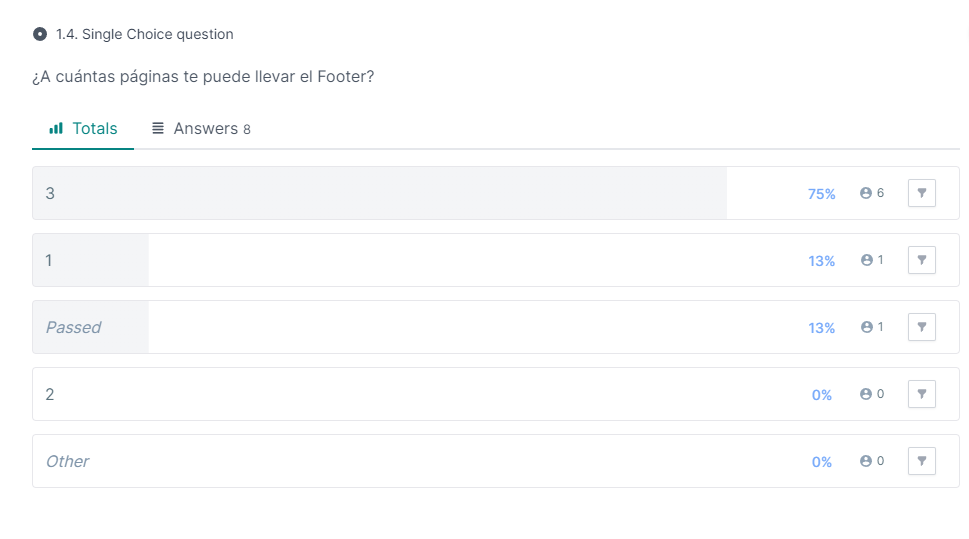 1.4. Single Choice question
¿A cuántas páginas te puede llevar el Footer?
Totals Answers 8
3 75% 6
1 13% 1
Passed 13% 1
2 0% 0
Other 0% 0